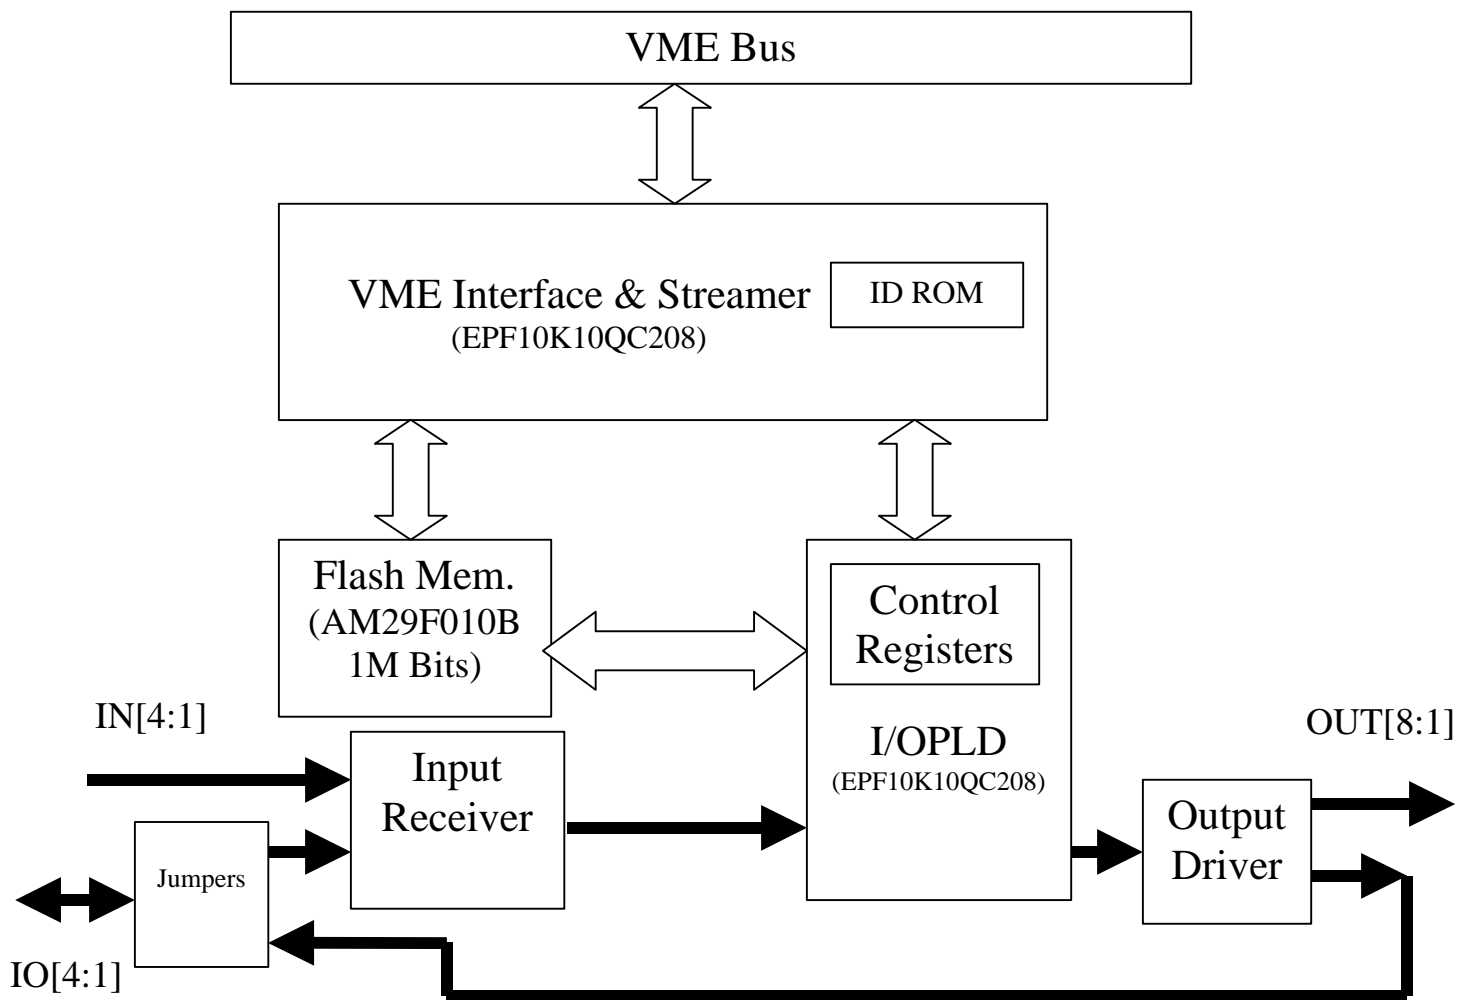 VME Bus
VME Interface & Streamer
(EPF10K10QC208)
ID ROM
Flash Mem.
(AM29F010B
1M Bits)
Control
Registers
I/OPLD
(EPF10K10QC208)
IN[4:1]
Input
Receiver
Jumpers
IO[4:1]
Output
Driver
OUT[8:1]